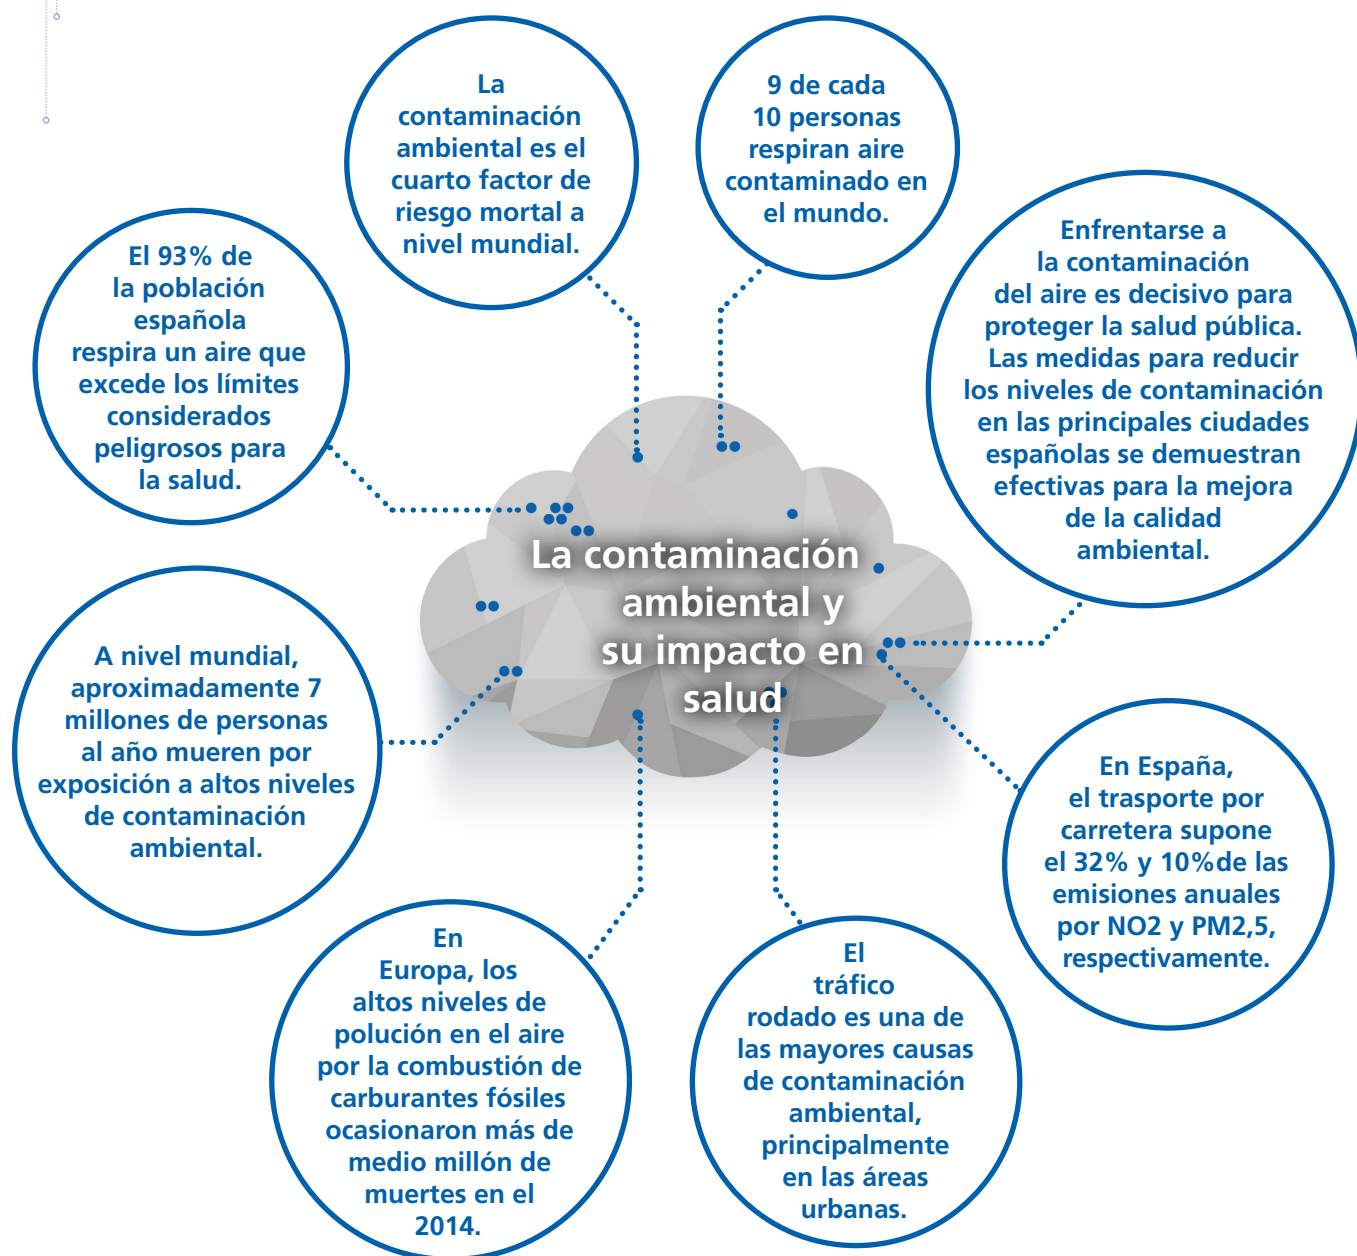 La
contaminación
ambiental es el
cuarto factor de
riesgo mortal a
nivel mundial.
9 de cada
10 personas
respiran aire
contaminado en
el mundo.
El 93% de
la población
española
respira un aire que
excede los límites
considerados
peligrosos para
la salud.
Enfrentarse a
la contaminación
del aire es decisivo para
proteger la salud pública.
Las medidas para reducir
los niveles de contaminación
en las principales ciudades
españolas se demuestran
efectivas para la mejora
de la calidad
ambiental.
La contaminación
ambiental y
su impacto en
salud
A nivel mundial,
aproximadamente 7
millones de personas
al año mueren por
exposición a altos niveles
de contaminación
ambiental.
En España,
el trasporte por
carretera supone
el 32% y 10%de las
emisiones anuales
por NO2 y PM2,5,
respectivamente.
En
Europa, los
altos niveles de
polución en el aire
por la combustión de
carburantes fósiles
ocasionaron más de
medio millón de
muertes en el
2014.
El
tráfico
rodado es una de
las mayores causas
de contaminación
ambiental,
principalmente
en las áreas
urbanas.